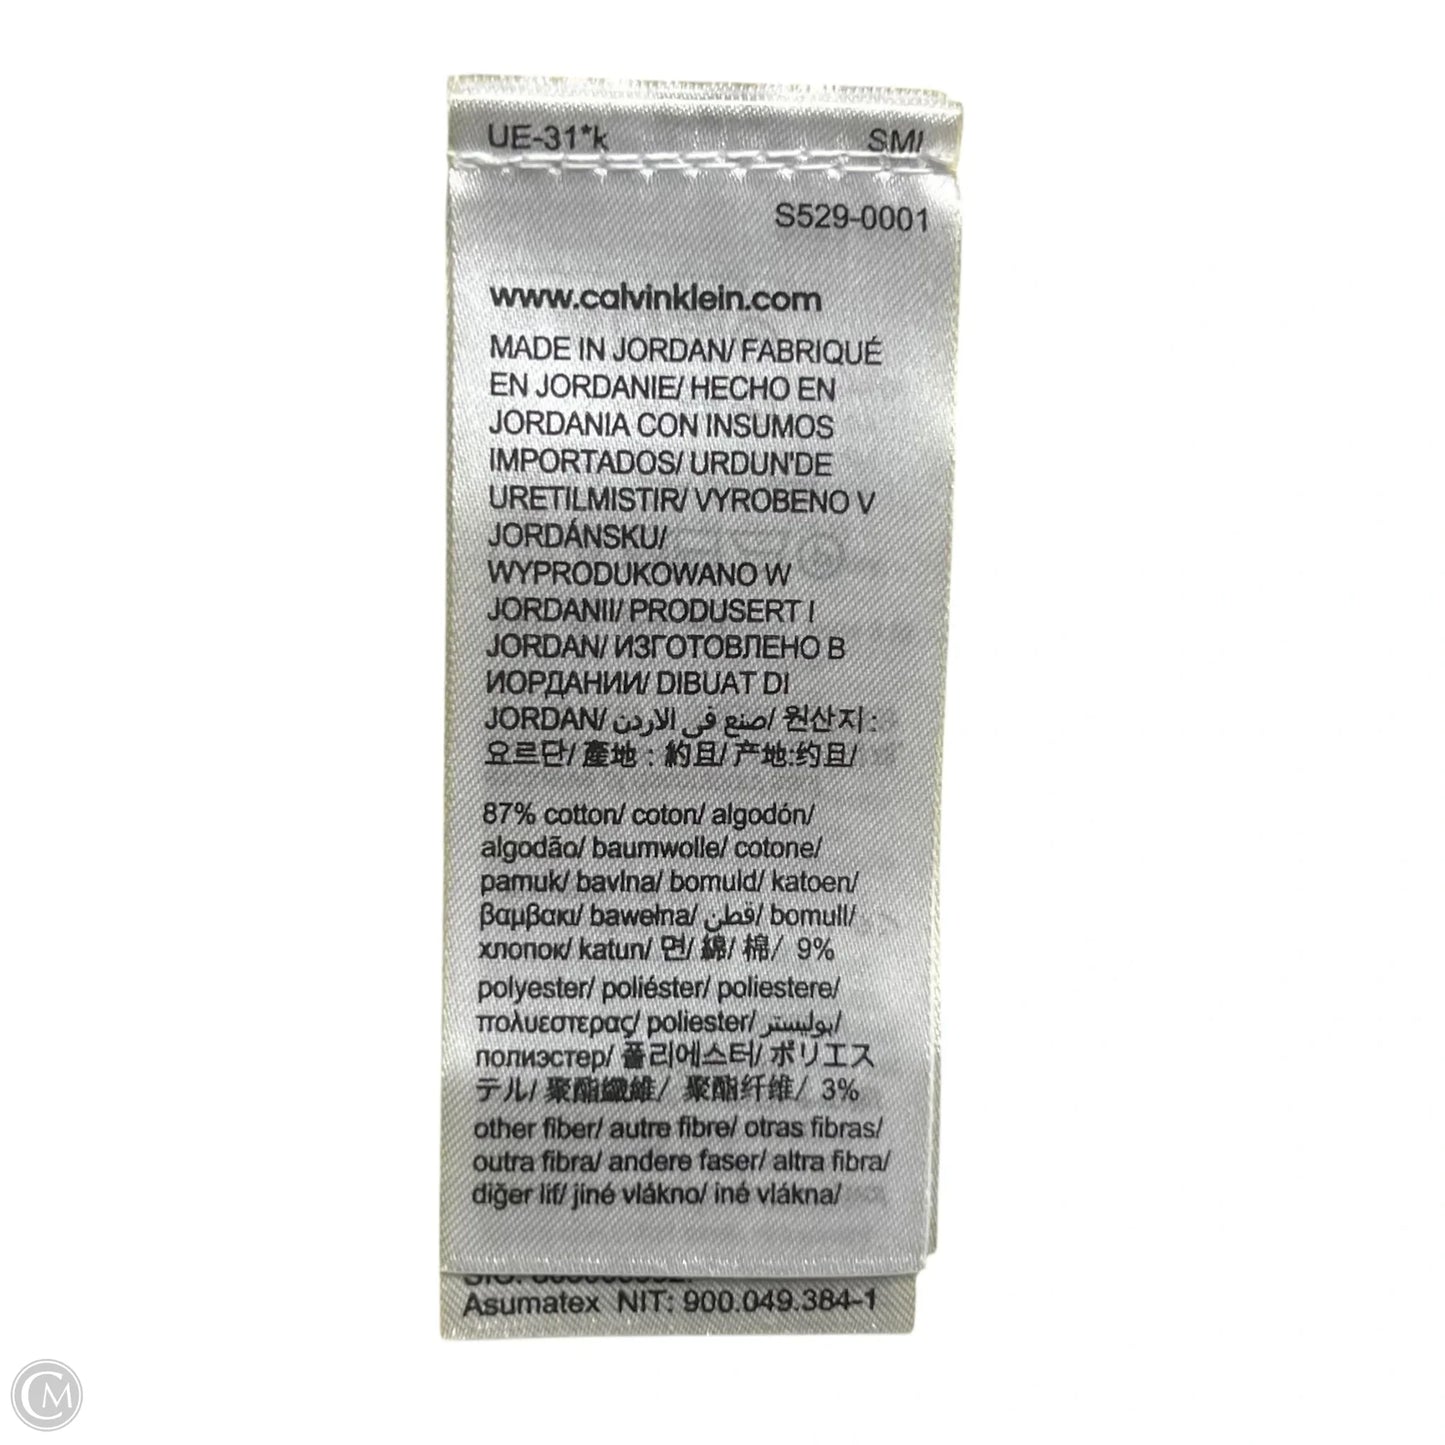 UE-31*k SMI
S529-0001
www.calvinklein.com
MADE IN JORDAN/ FABRIQUÉ
EN JORDANIE/ HECHO EN
JORDANIA CON INSUMOS
IMPORTADOS/ URDUN'DE
URETILMISTIR/ VYROBENO V
JORDÁNSKU/
WYPRODUKOWANO W
JORDANII/ PRODUSERT I
JORDAN/ ИЗГОТОВЛЕНО В
ИОРДАНИИ/ DIBUAT DI
JORDAN/ صنع في الاردن/ 원산지 :
요르단/ 產地 : 約旦/ 产地:约旦/
87% cotton/ coton/ algodón/
algodão/ baumwolle/ cotone/
pamuk/ bavlna/ bomuld/ katoen/
βαμβακι/ bawełna/ قطن/ bomull/
хлопок/ katun/ 면/ 綿/ 棉/ 9%
polyester/ poliéster/ poliestere/
πολυεστερας/ poliester/ بوليستر/
полиэстер/ 폴리에스터/ ポリエス
テル/ 聚酯纖維/ 聚酯纤维/ 3%
other fiber/ autre fibre/ otras fibras/
outra fibra/ andere faser/ altra fibra/
diğer lif/ jiné vlákno/ iné vlákna/
Asumatex NIT: 900.049.384-1
CM